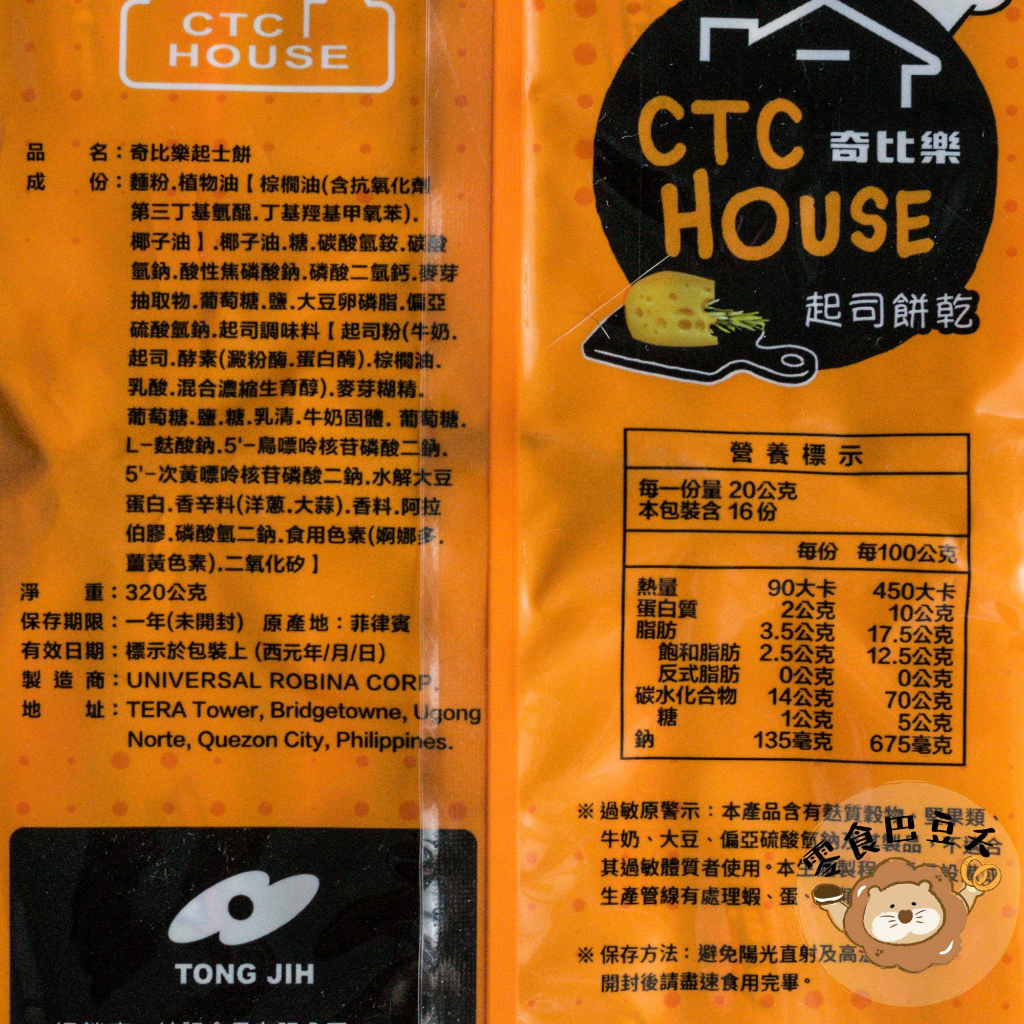 CTC
HOUSE
品 名：奇比樂起士餅
成 份：麵粉.植物油【棕櫚油(含抗氧化劑
第三丁基氫醌.丁基羥基甲氧苯).
椰子油】.椰子油.糖.碳酸氫銨.碳酸
氫鈉.酸性焦磷酸鈉.磷酸二氫鈣.麥芽
抽取物.葡萄糖.鹽.大豆卵磷脂.偏亞
硫酸氫鈉.起司調味料【起司粉(牛奶.
起司.酵素(澱粉酶.蛋白酶).棕櫚油.
乳酸.混合濃縮生育醇).麥芽糊精.
葡萄糖.鹽.糖.乳清.牛奶固體. 葡萄糖.
L-麩酸鈉.5'-鳥嘌呤核苷磷酸二鈉.
5'-次黃嘌呤核苷磷酸二鈉.水解大豆
蛋白.香辛料(洋蔥.大蒜).香料.阿拉
伯膠.磷酸氫二鈉.食用色素(婀娜多.
薑黃色素).二氧化矽】
淨 重：320公克
保存期限：一年(未開封) 原產地：菲律賓
有效日期：標示於包裝上 (西元年/月/日)
製 造 商：UNIVERSAL ROBINA CORP.
地 址：TERA Tower, Bridgetowne, Ugong
Norte, Quezon City, Philippines.
TONG JIH
CTC 奇比樂
HOUSE
起司餅乾
營 養 標 示
每一份量 20公克
本包裝含 16 份
每份 每100公克
熱量 90大卡 450大卡
蛋白質 2公克 10公克
脂肪 3.5公克 17.5公克
飽和脂肪 2.5公克 12.5公克
反式脂肪 0公克 0公克
碳水化合物 14公克 70公克
糖 1公克 5公克
鈉 135毫克 675毫克
※過敏原警示：本產品含有麩質穀物、堅果類、
牛奶、大豆、偏亞硫酸氫鈉及其製品，不適合
其過敏體質者使用。本生產製程
生產管線有處理蝦、蛋、
※保存方法：避免陽光直射及高溫
開封後請盡速食用完畢。
零食巴豆夭